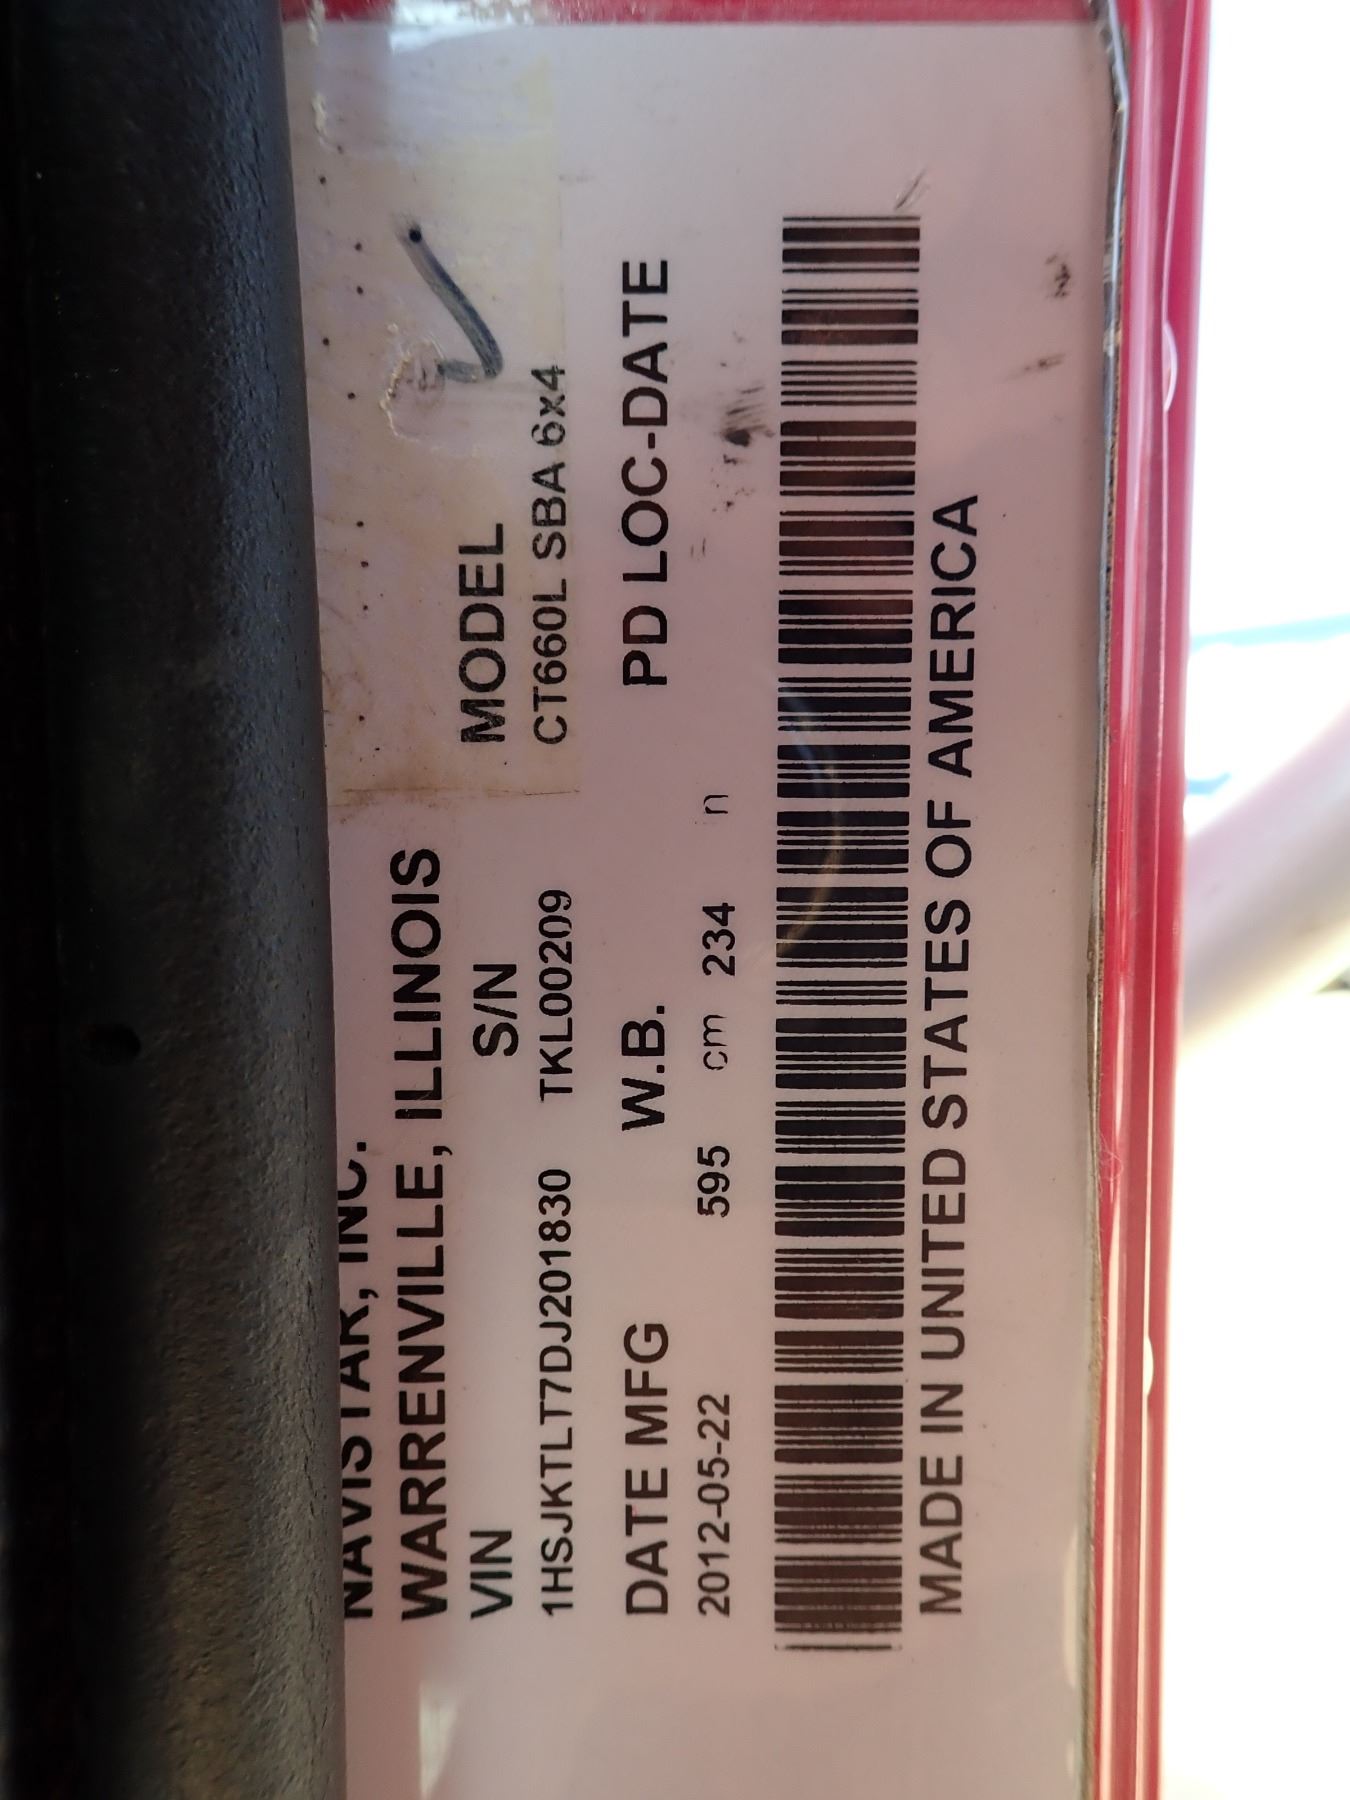 NAVISTAR, INC.
WARRENVILLE, ILLINOIS
VIN S/N MODEL
1HSJKTLT7DJ201830 TKL00209 CT660L SBA 6x4
DATE MFG W.B. PD LOC-DATE
2012-05-22 595 cm 234 n
MADE IN UNITED STATES OF AMERICA